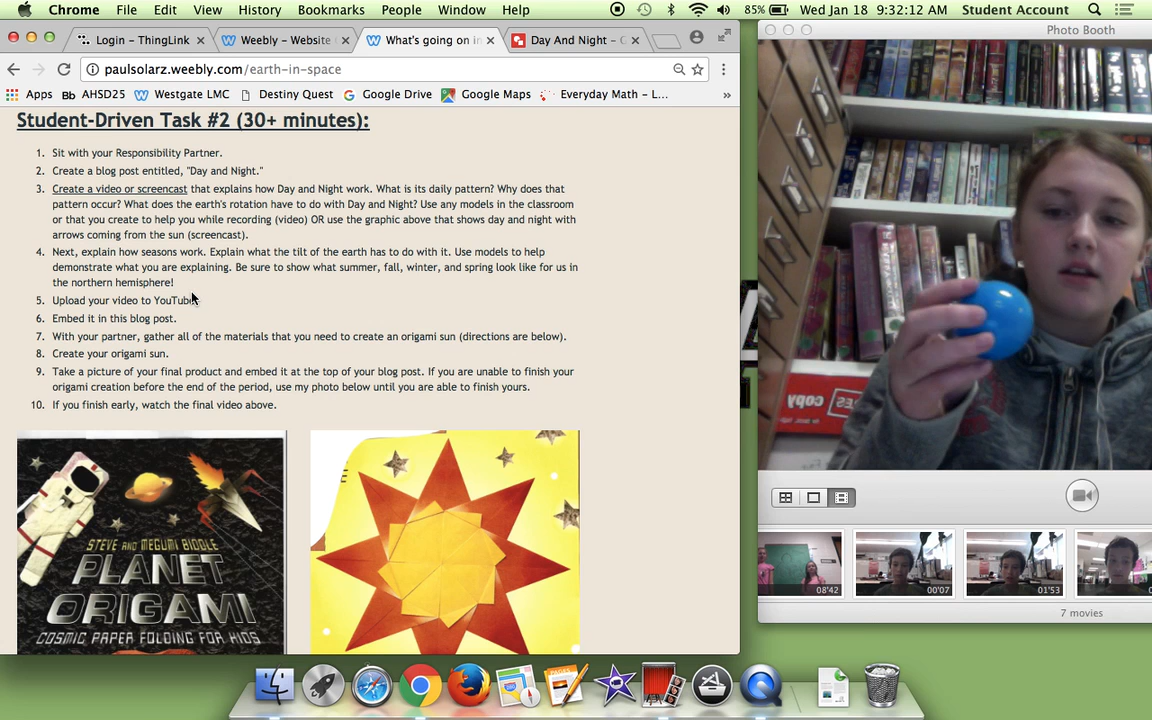 Chrome File Edit View History Bookmarks People Window Help 85% Wed Jan 18 9:32:12 AM Student Account
Login – ThingLink
Weebly - Website
What's going on in
Day And Night – G
Photo Booth
paulsolarz.weebly.com/earth-in-space
Apps Bb AHSD25 Westgate LMC Destiny Quest Google Drive Google Maps Everyday Math – L... »
Student-Driven Task #2 (30+ minutes):
1. Sit with your Responsibility Partner.
2. Create a blog post entitled, "Day and Night."
3. Create a video or screencast that explains how Day and Night work. What is its daily pattern? Why does that
pattern occur? What does the earth's rotation have to do with Day and Night? Use any models in the classroom
or that you create to help you while recording (video) OR use the graphic above that shows day and night with
arrows coming from the sun (screencast).
4. Next, explain how seasons work. Explain what the tilt of the earth has to do with it. Use models to help
demonstrate what you are explaining. Be sure to show what summer, fall, winter, and spring look like for us in
the northern hemisphere!
5. Upload your video to YouTube.
6. Embed it in this blog post.
7. With your partner, gather all of the materials that you need to create an origami sun (directions are below).
8. Create your origami sun.
9. Take a picture of your final product and embed it at the top of your blog post. If you are unable to finish your
origami creation before the end of the period, use my photo below until you are able to finish yours.
10. If you finish early, watch the final video above.
STEVE AND MEGUMI BIDDLE
PLANET
ORIGAMI
COSMIC PAPER FOLDING FOR KIDS
copy
08'42
00'07
01'53
7 movies